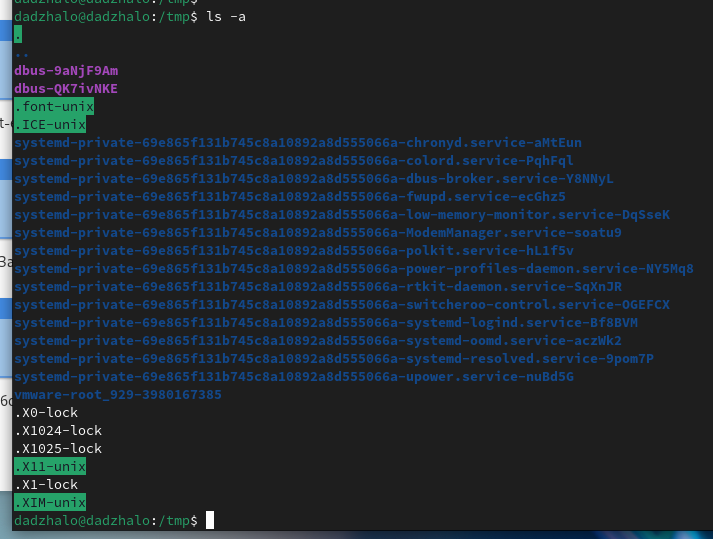 dadzhalo@dadzhalo:/tmp$
dadzhalo@dadzhalo:/tmp$ ls -a
.
..
dbus-9aNjF9Am
dbus-QK7ivNKE
.font-unix
.ICE-unix
systemd-private-69e865f131b745c8a10892a8d555066a-chronyd.service-aMtEun
systemd-private-69e865f131b745c8a10892a8d555066a-colord.service-PqhFql
systemd-private-69e865f131b745c8a10892a8d555066a-dbus-broker.service-Y8NNyL
systemd-private-69e865f131b745c8a10892a8d555066a-fwupd.service-ecGhz5
systemd-private-69e865f131b745c8a10892a8d555066a-low-memory-monitor.service-DqSseK
systemd-private-69e865f131b745c8a10892a8d555066a-ModemManager.service-soatu9
systemd-private-69e865f131b745c8a10892a8d555066a-polkit.service-hL1f5v
systemd-private-69e865f131b745c8a10892a8d555066a-power-profiles-daemon.service-NY5Mq8
systemd-private-69e865f131b745c8a10892a8d555066a-rtkit-daemon.service-SqXnJR
systemd-private-69e865f131b745c8a10892a8d555066a-switcheroo-control.service-OGEFCX
systemd-private-69e865f131b745c8a10892a8d555066a-systemd-logind.service-Bf8BVM
systemd-private-69e865f131b745c8a10892a8d555066a-systemd-oomd.service-aczWk2
systemd-private-69e865f131b745c8a10892a8d555066a-systemd-resolved.service-9pom7P
systemd-private-69e865f131b745c8a10892a8d555066a-upower.service-nuBd5G
vmware-root_929-3980167385
.X0-lock
.X1024-lock
.X1025-lock
.X11-unix
.X1-lock
.XIM-unix
dadzhalo@dadzhalo:/tmp$